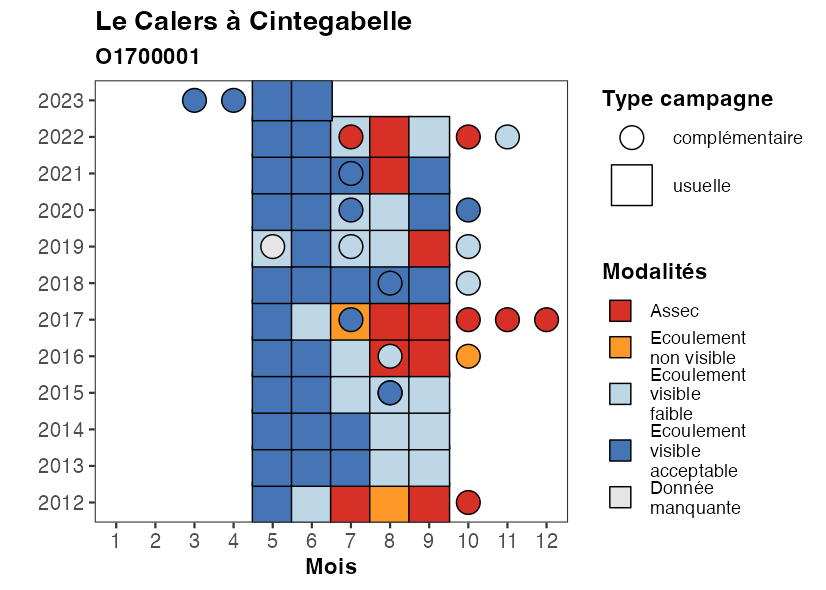 Le Calers à Cintegabelle
O1700001
2023
2022
2021
2020
2019
2018
2017
2016
2015
2014
2013
2012
1 2 3 4 5 6 7 8 9 10 11 12
Mois
Type campagne
complémentaire
usuelle
Modalités
Assec
Ecoulement
non visible
Ecoulement
visible
faible
Ecoulement
visible
acceptable
Donnée
manquante